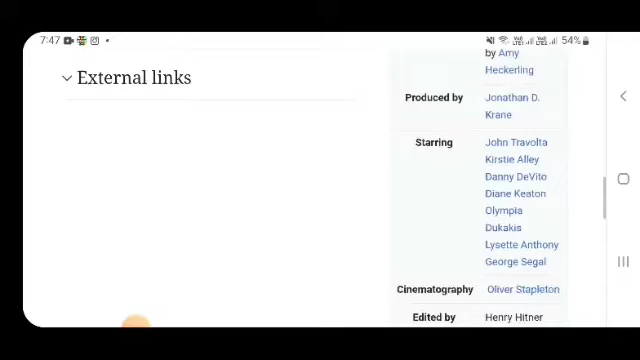 7:47
54%
External links
by Amy
Heckerling
Produced by
Jonathan D.
Krane
Starring
John Travolta
Kirstie Alley
Danny DeVito
Diane Keaton
Olympia
Dukakis
Lysette Anthony
George Segal
Cinematography
Oliver Stapleton
Edited by
Henry Hitner